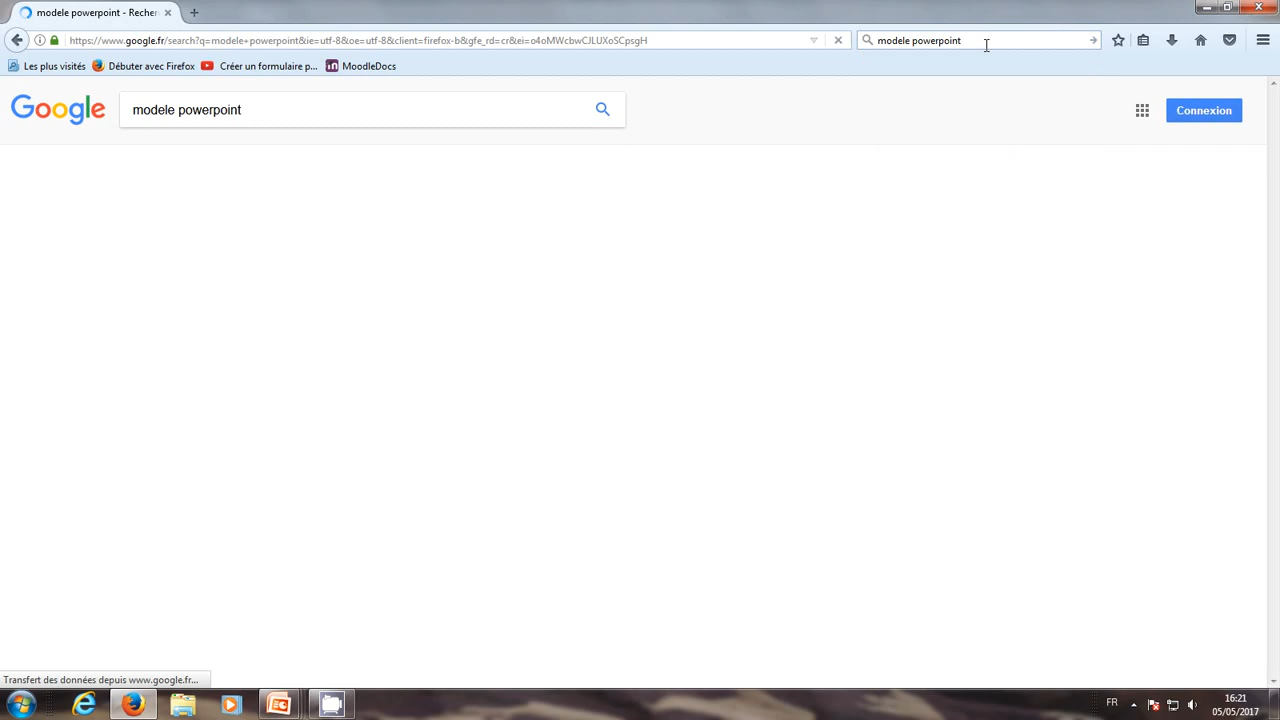 modele powerpoint - Recher
https://www.google.fr/search?q=modele+powerpoint&ie=utf-8&oe=utf-8&client=firefox-b&gfe_rd=cr&ei=o4oMWcbwCJLUXoSCpsgH
modele powerpoint
Les plus visités
Débuter avec Firefox
Créer un formulaire p...
MoodleDocs
Google
modele powerpoint
Connexion
Transfert des données depuis www.google.fr...
FR
16:21
05/05/2017